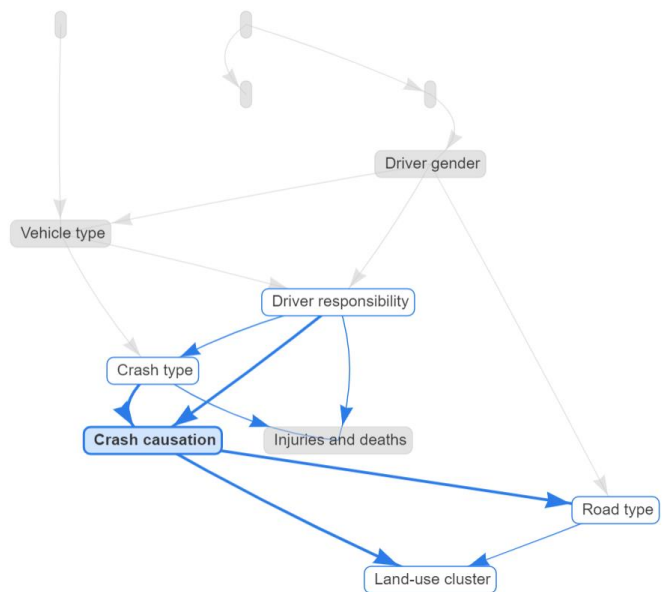 Driver gender
Vehicle type
Driver responsibility
Crash type
Crash causation
Injuries and deaths
Road type
Land-use cluster